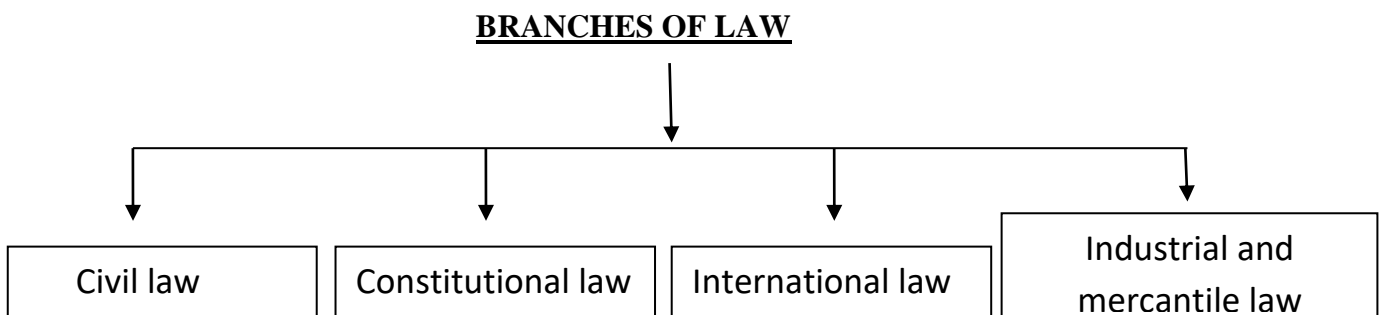 BRANCHES OF LAW
Civil law
Constitutional law
International law
Industrial and
mercantile law